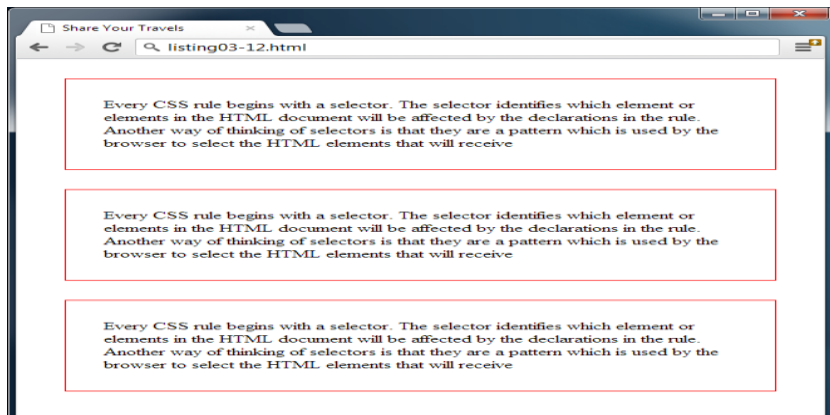 Share Your Travels
listing03-12.html
Every CSS rule begins with a selector. The selector identifies which element or
elements in the HTML document will be affected by the declarations in the rule.
Another way of thinking of selectors is that they are a pattern which is used by the
browser to select the HTML elements that will receive
Every CSS rule begins with a selector. The selector identifies which element or
elements in the HTML document will be affected by the declarations in the rule.
Another way of thinking of selectors is that they are a pattern which is used by the
browser to select the HTML elements that will receive
Every CSS rule begins with a selector. The selector identifies which element or
elements in the HTML document will be affected by the declarations in the rule.
Another way of thinking of selectors is that they are a pattern which is used by the
browser to select the HTML elements that will receive